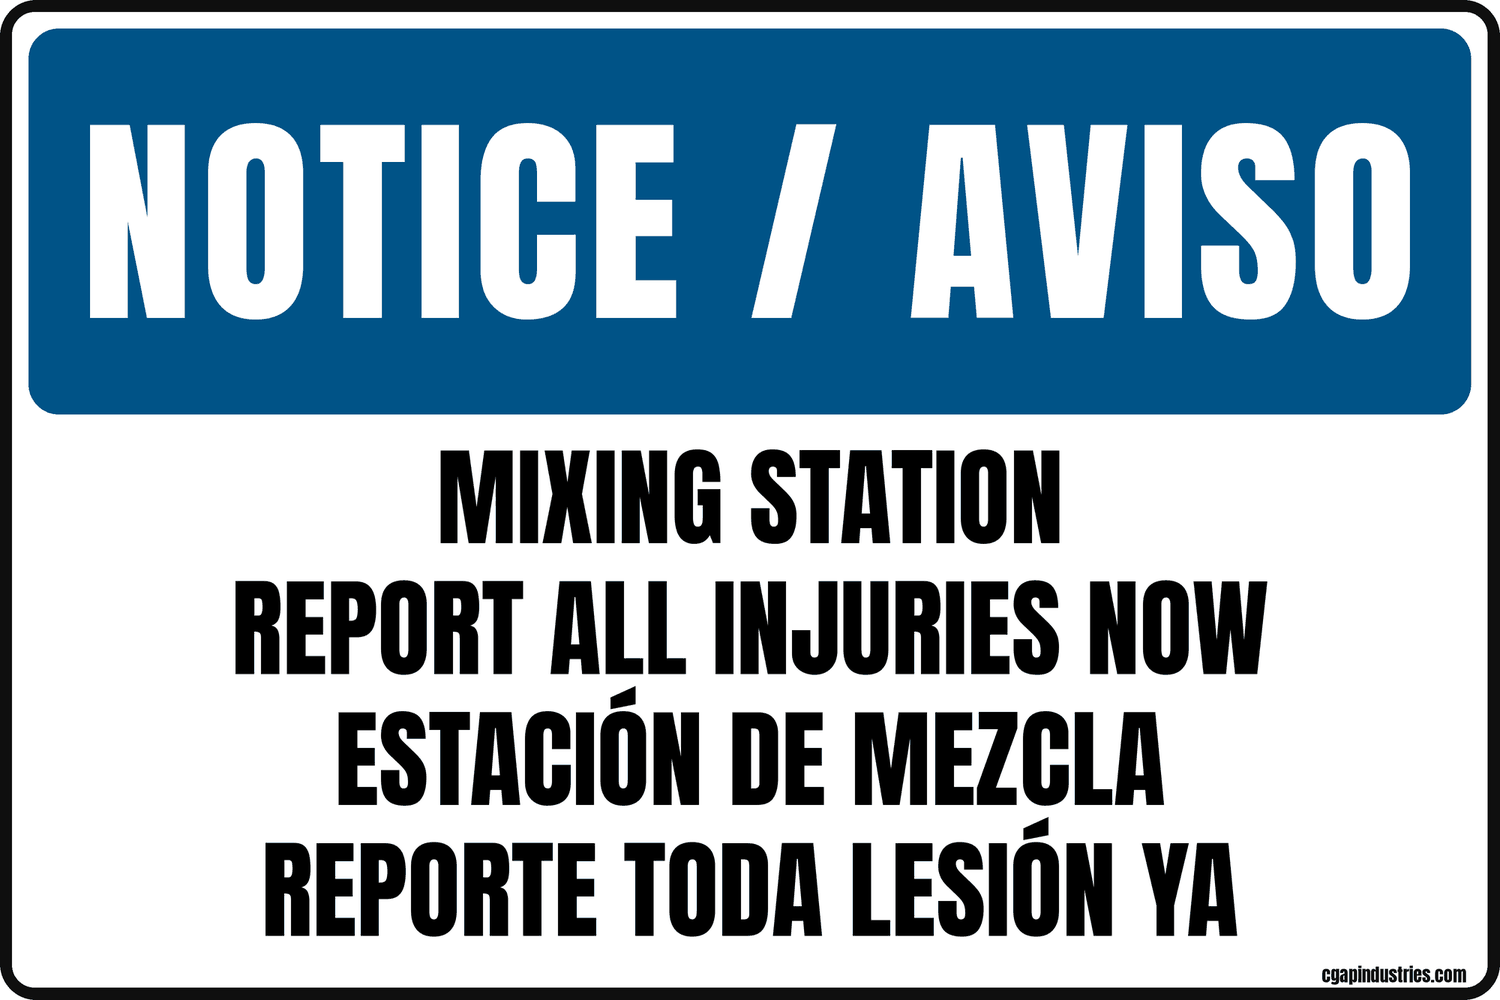 NOTICE / AVISO
MIXING STATION
REPORT ALL INJURIES NOW
ESTACIÓN DE MEZCLA
REPORTE TODA LESIÓN YA
cgapindustries.com